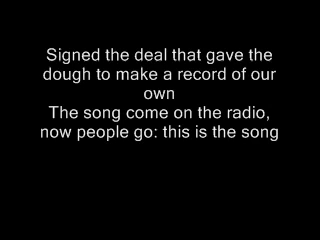 Signed the deal that gave the
dough to make a record of our
own
The song come on the radio,
now people go: this is the song